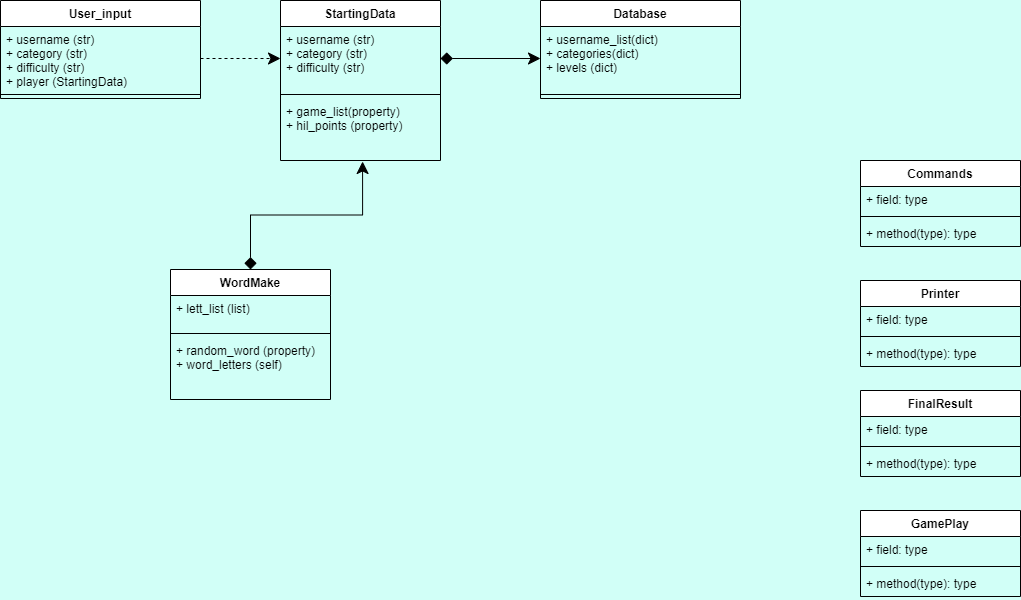 User_input
+ username (str)
+ category (str)
+ difficulty (str)
+ player (StartingData)
StartingData
+ username (str)
+ category (str)
+ difficulty (str)
+ game_list(property)
+ hil_points (property)
Database
+ username_list(dict)
+ categories(dict)
+ levels (dict)
WordMake
+ lett_list (list)
+ random_word (property)
+ word_letters (self)
Commands
+ field: type
+ method(type): type
Printer
+ field: type
+ method(type): type
FinalResult
+ field: type
+ method(type): type
GamePlay
+ field: type
+ method(type): type